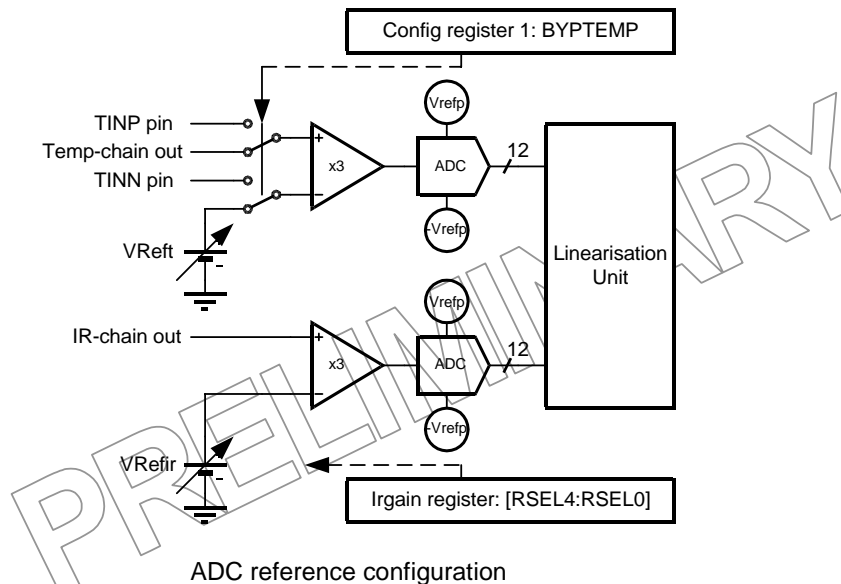 Config register 1: BYPTEMP
Vrefp
TINP pin
Temp-chain out
TINN pin
+
x3
-
ADC
12
-Vrefp
VReft
-
Linearisation
Unit
Vrefp
IR-chain out
+
x3
-
ADC
12
-Vrefp
VRefir
-
Irgain register: [RSEL4:RSEL0]
PRELIMINARY
ADC reference configuration